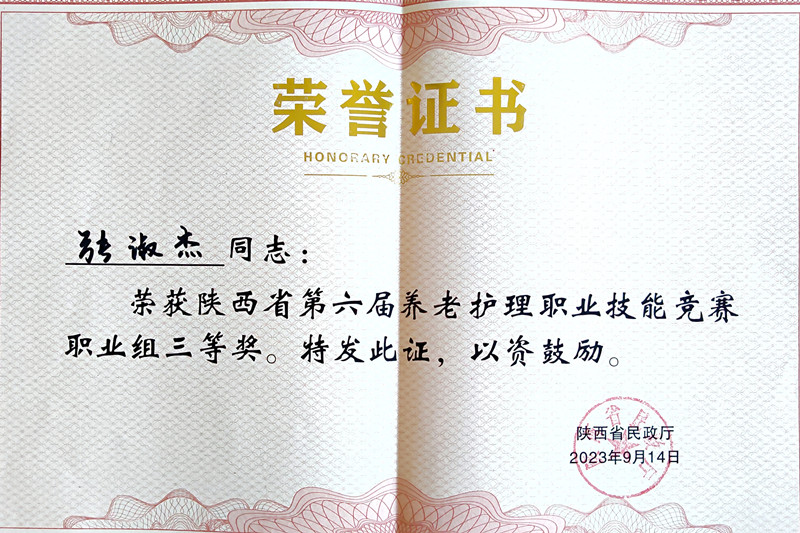 荣誉证书
HONORARY CREDENTIAL
张淑杰 同志：
荣获陕西省第六届养老护理职业技能竞赛
职业组三等奖。特发此证，以资鼓励。
陕西省民政厅
2023年9月14日